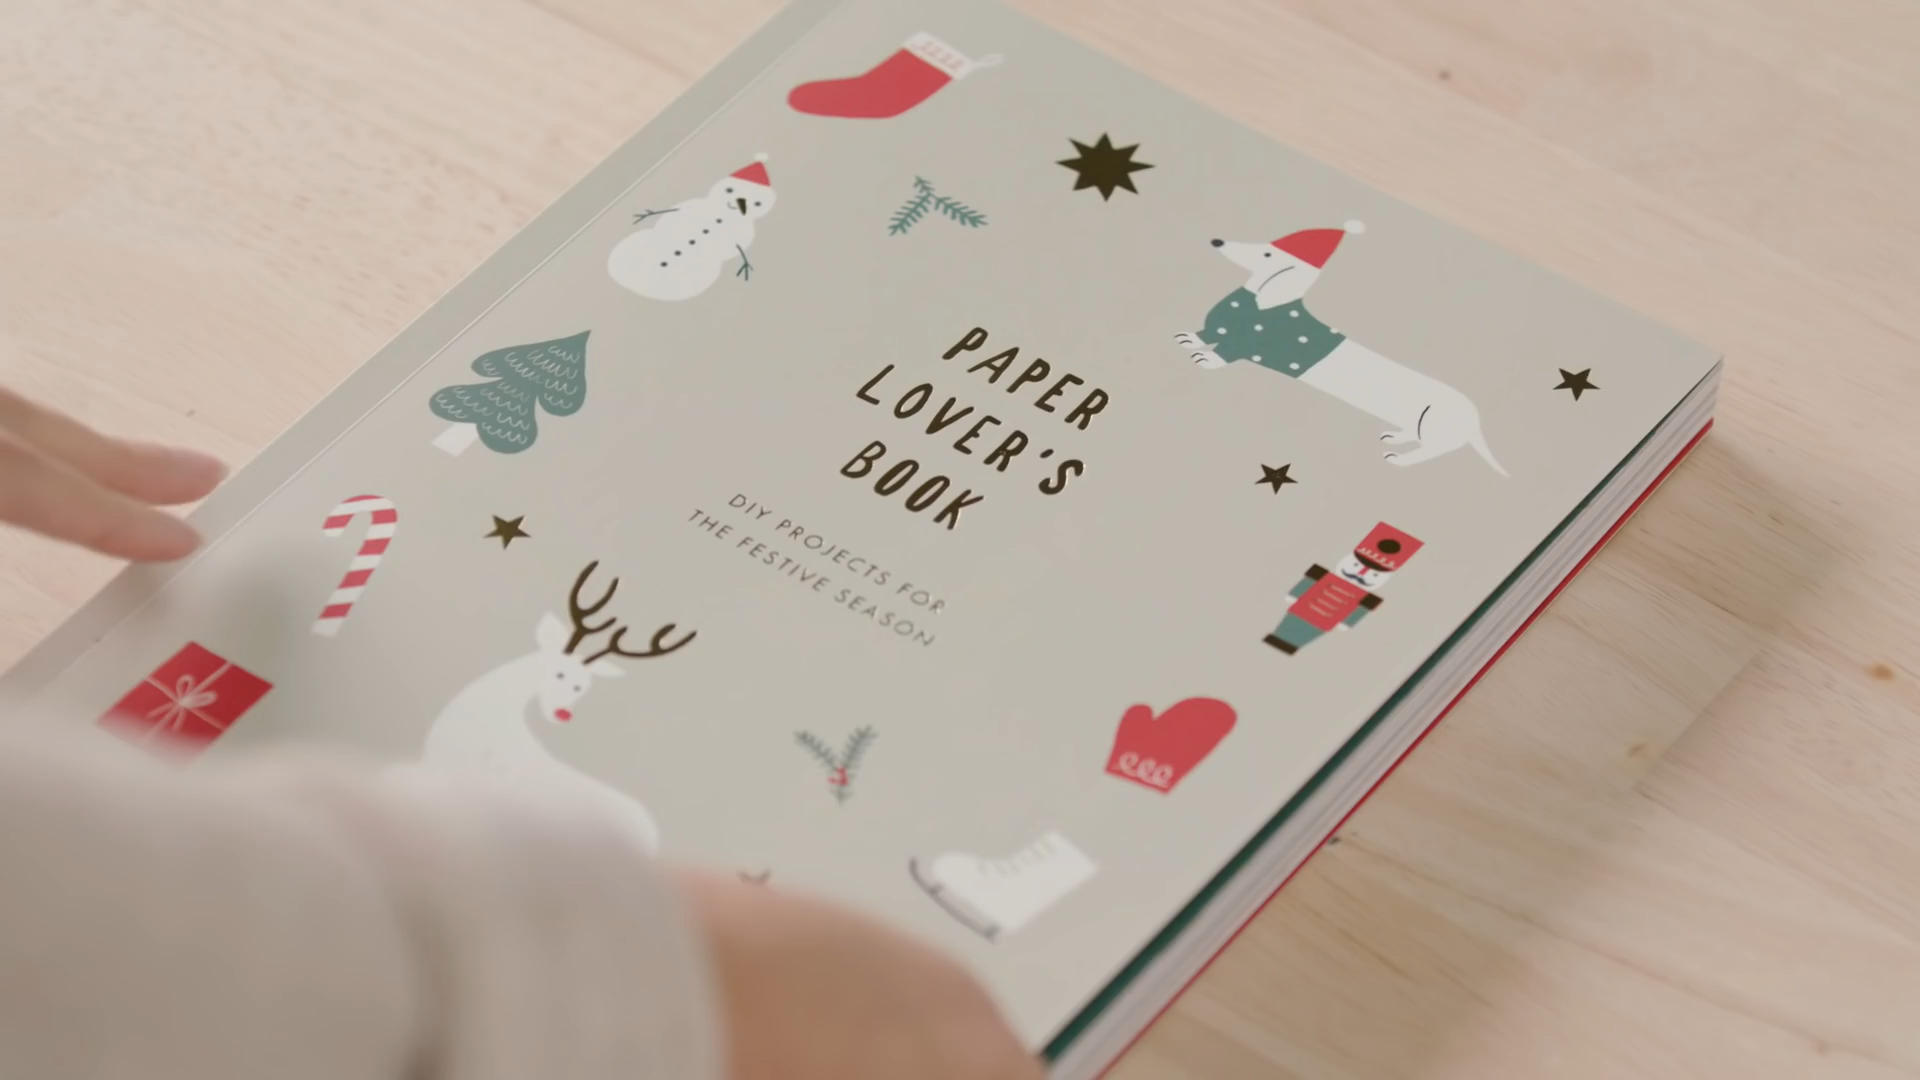 PAPER
LOVER'S
BOOK
DIY PROJECTS FOR
THE FESTIVE SEASON